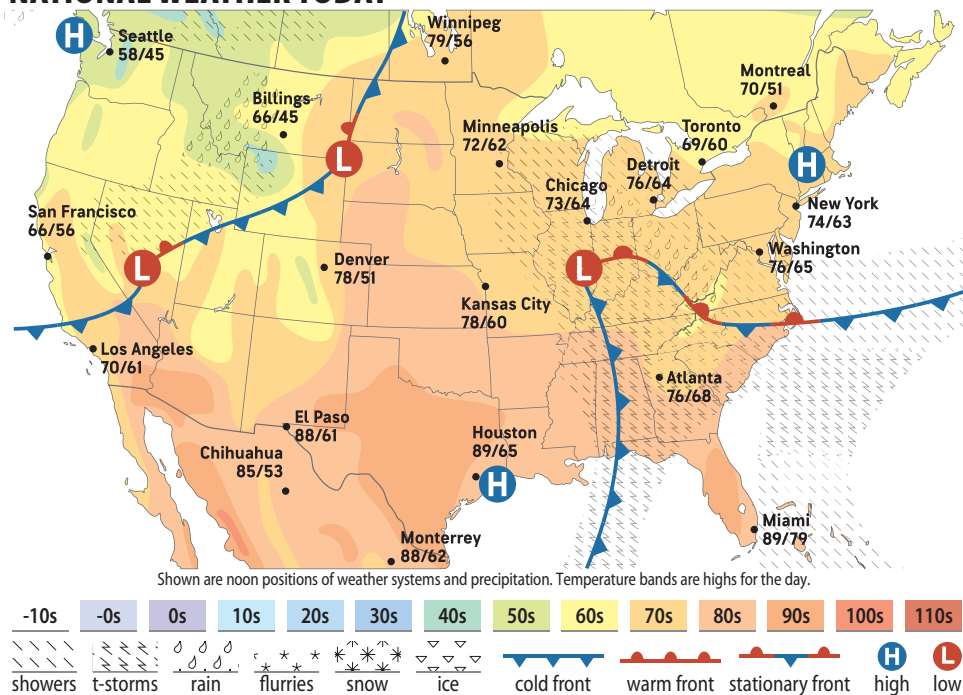 NATIONAL WEATHER TODAY
H
Seattle
58/45
Winnipeg
79/56
Billings
66/45
Montreal
70/51
Minneapolis
72/62
Toronto
69/60
L
Detroit
76/64
H
Chicago
73/64
San Francisco
66/56
New York
74/63
Washington
76/65
L
Denver
78/51
L
Kansas City
78/60
Los Angeles
70/61
Atlanta
76/68
El Paso
88/61
Houston
89/65
Chihuahua
85/53
H
Miami
89/79
Monterrey
88/62
Shown are noon positions of weather systems and precipitation. Temperature bands are highs for the day.
-10s -0s 0s 10s 20s 30s 40s 50s 60s 70s 80s 90s 100s 110s
H L
showers t-storms rain flurries snow ice cold front warm front stationary front high low